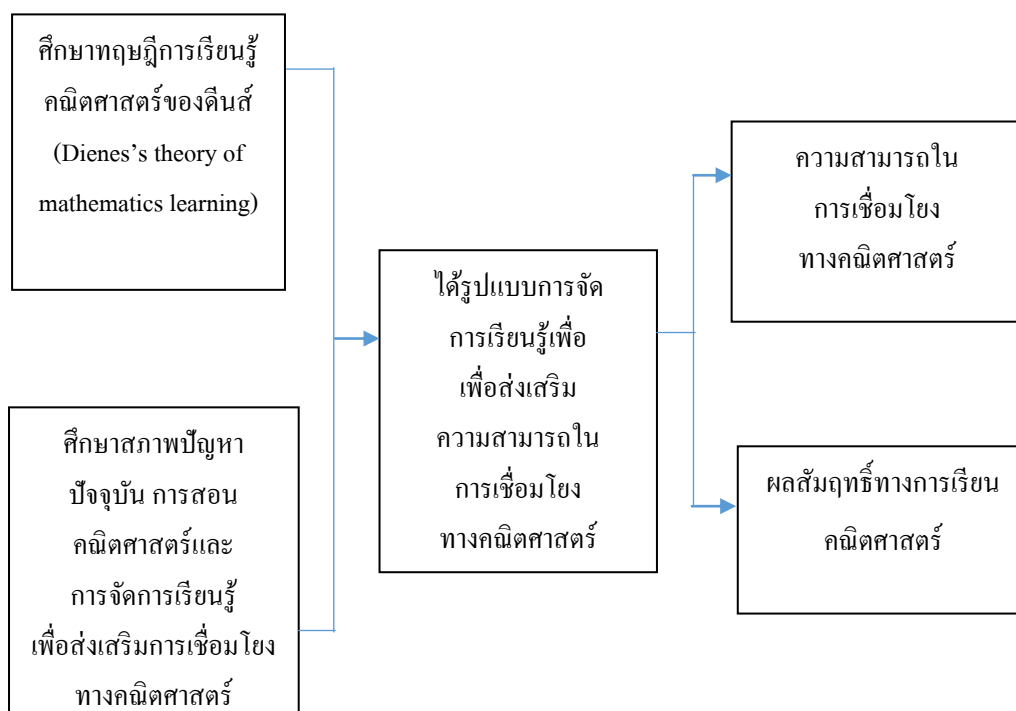 ศึกษาทฤษฎีการเรียนรู้
คณิตศาสตร์ของดีนส์
(Dienes’s theory of
mathematics learning)
ศึกษาสภาพปัญหา
ปัจจุบัน การสอน
คณิตศาสตร์และ
การจัดการเรียนรู้
เพื่อส่งเสริมการเชื่อมโยง
ทางคณิตศาสตร์
ได้รูปแบบการจัด
การเรียนรู้เพื่อ
เพื่อส่งเสริม
ความสามารถใน
การเชื่อมโยง
ทางคณิตศาสตร์
ความสามารถใน
การเชื่อมโยง
ทางคณิตศาสตร์
ผลสัมฤทธิ์ทางการเรียน
คณิตศาสตร์